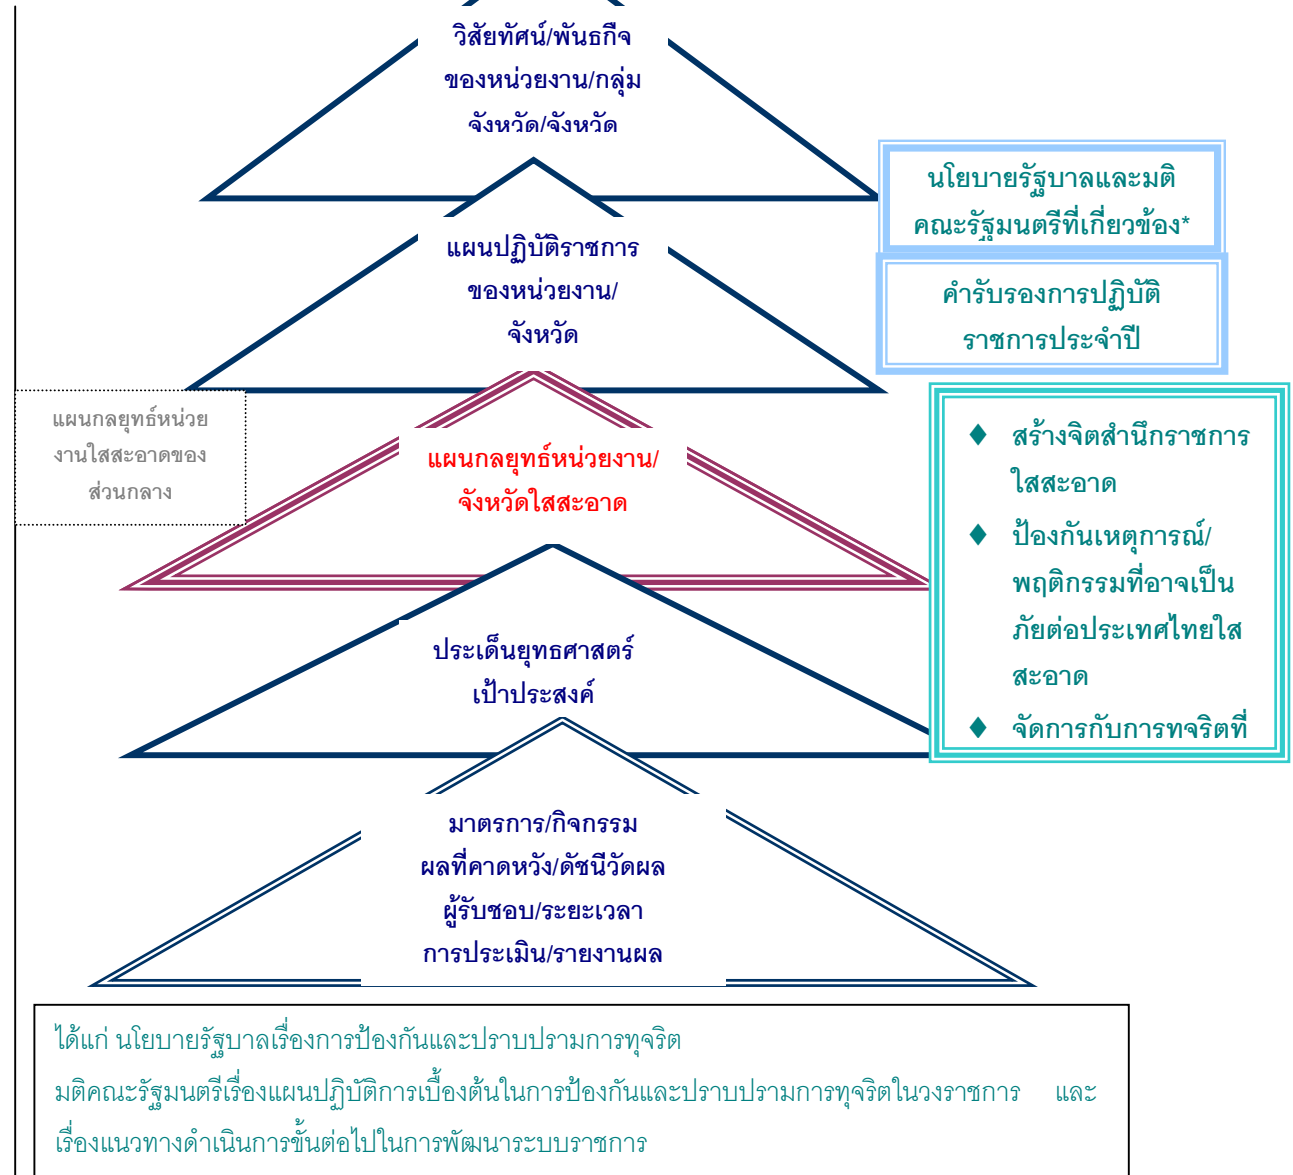 วิสัยทัศน์/พันธกืจ
ของหน่วยงาน/กลุ่ม
จังหวัด/จังหวัด
นโยบายรัฐบาลและมติ
คณะรัฐมนตรีที่เกี่ยวข้อง*
แผนปฏิบัติราชการ
ของหน่วยงาน/
จังหวัด
คำรับรองการปฏิบัติ
ราชการประจำปี
แผนกลยุทธ์หน่วย
งานใสสะอาดของ
ส่วนกลาง
แผนกลยุทธ์หน่วยงาน/
จังหวัดใสสะอาด
♦ สร้างจิตสำนึกราชการ
ใสสะอาด
♦ ป้องกันเหตุการณ์/
พฤติกรรมที่อาจเป็น
ภัยต่อประเทศไทยใส
สะอาด
♦ จัดการกับการทุจริตที่
ประเด็นยุทธศาสตร์
เป้าประสงค์
มาตรการ/กิจกรรม
ผลที่คาดหวัง/ดัชนีวัดผล
ผู้รับชอบ/ระยะเวลา
การประเมิน/รายงานผล
ได้แก่ นโยบายรัฐบาลเรื่องการป้องกันและปราบปรามการทุจริต
มติคณะรัฐมนตรีเรื่องแผนปฏิบัติการเบื้องต้นในการป้องกันและปราบปรามการทุจริตในวงราชการ และ
เรื่องแนวทางดำเนินการขั้นต่อไปในการพัฒนาระบบราชการ